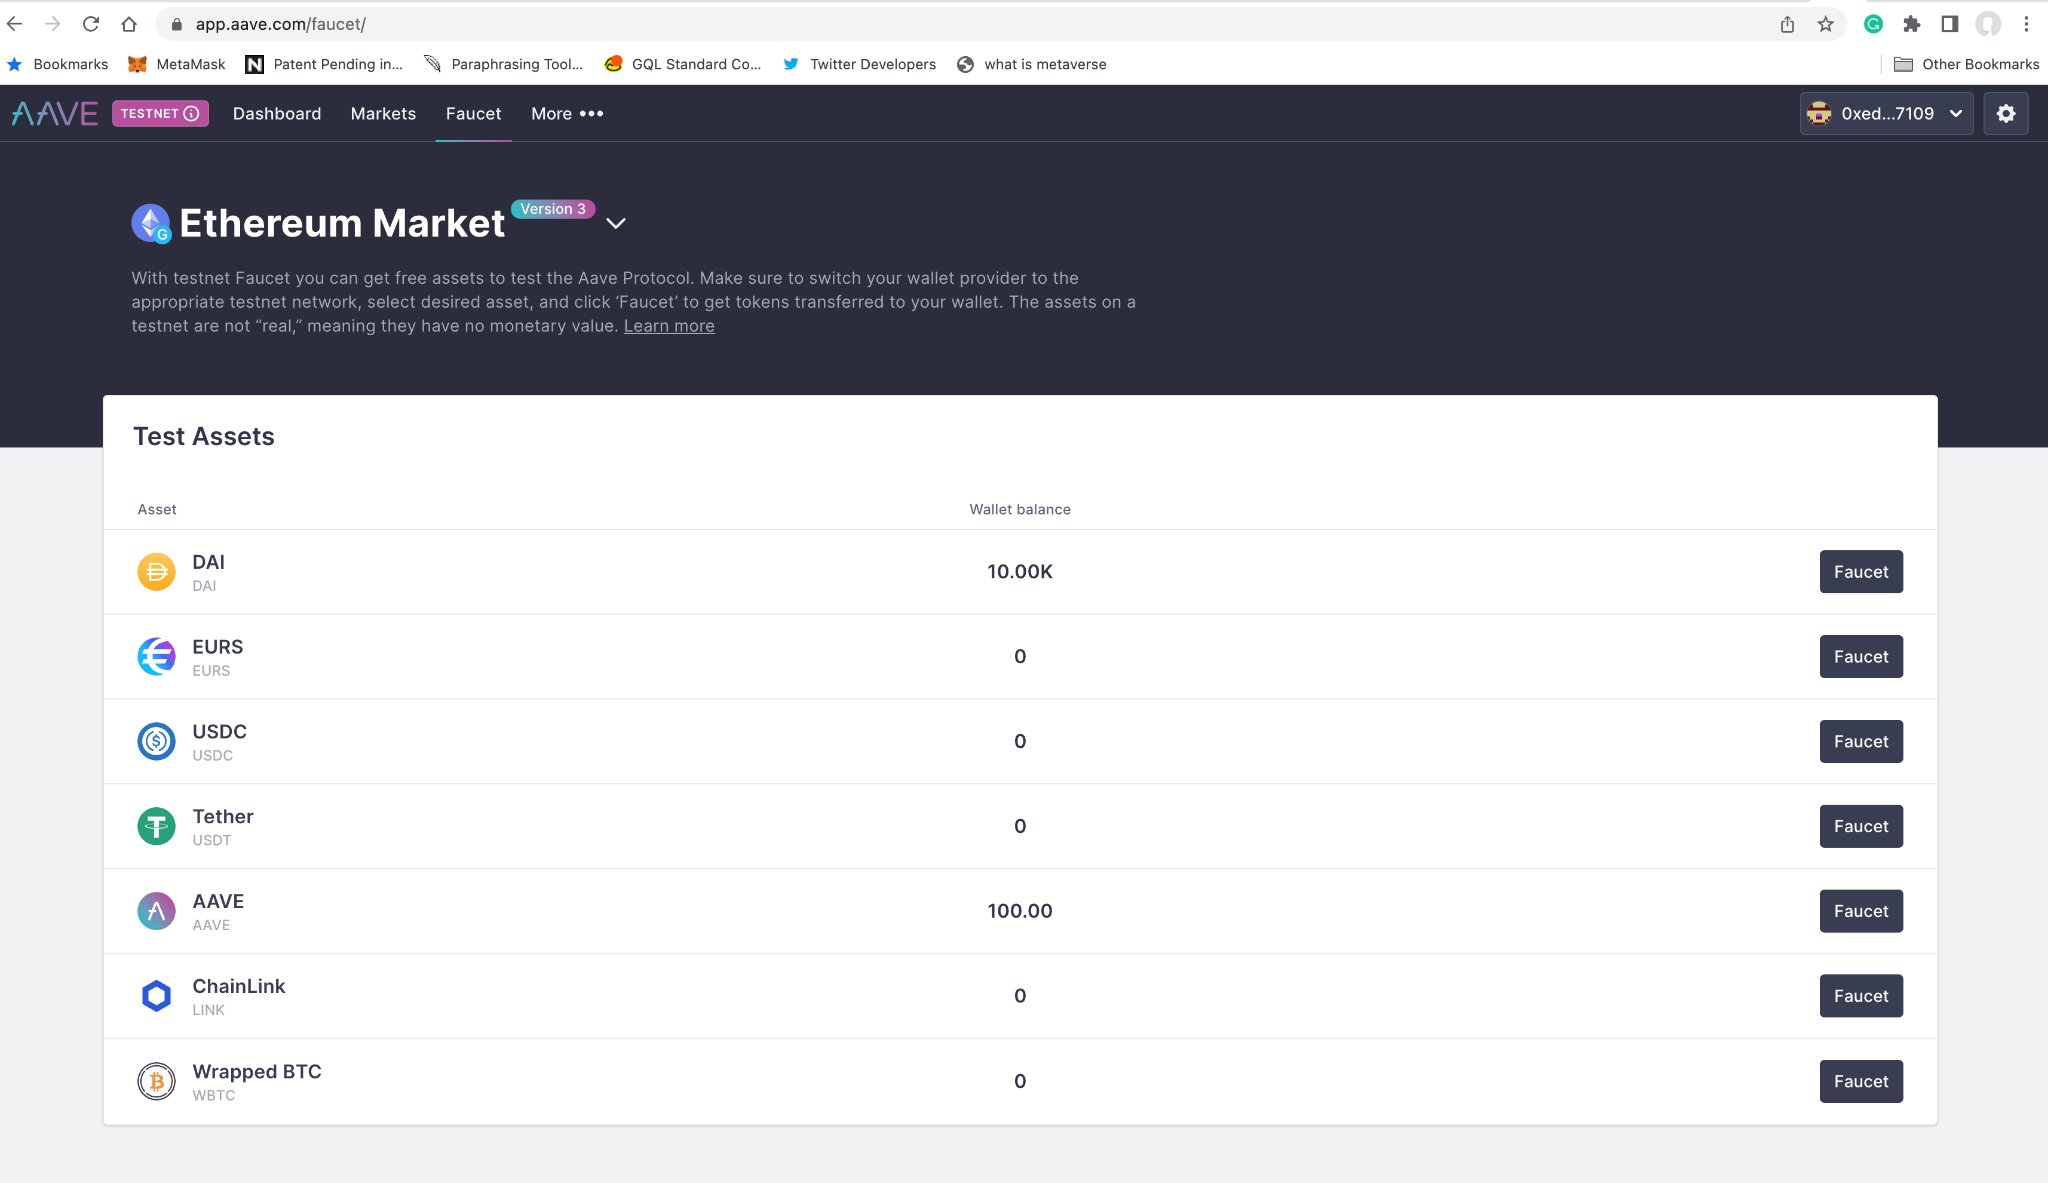 app.aave.com/faucet/
Bookmarks MetaMask Patent Pending in... Paraphrasing Tool... GQL Standard Co... Twitter Developers what is metaverse Other Bookmarks
AAVE TESTNET Dashboard Markets Faucet More ••• 0xed...7109
Ethereum Market Version 3
With testnet Faucet you can get free assets to test the Aave Protocol. Make sure to switch your wallet provider to the
appropriate testnet network, select desired asset, and click ‘Faucet’ to get tokens transferred to your wallet. The assets on a
testnet are not “real,” meaning they have no monetary value. Learn more
Test Assets
Asset Wallet balance
DAI
DAI
10.00K
Faucet
EURS
EURS
0
Faucet
USDC
USDC
0
Faucet
Tether
USDT
0
Faucet
AAVE
AAVE
100.00
Faucet
ChainLink
LINK
0
Faucet
Wrapped BTC
WBTC
0
Faucet